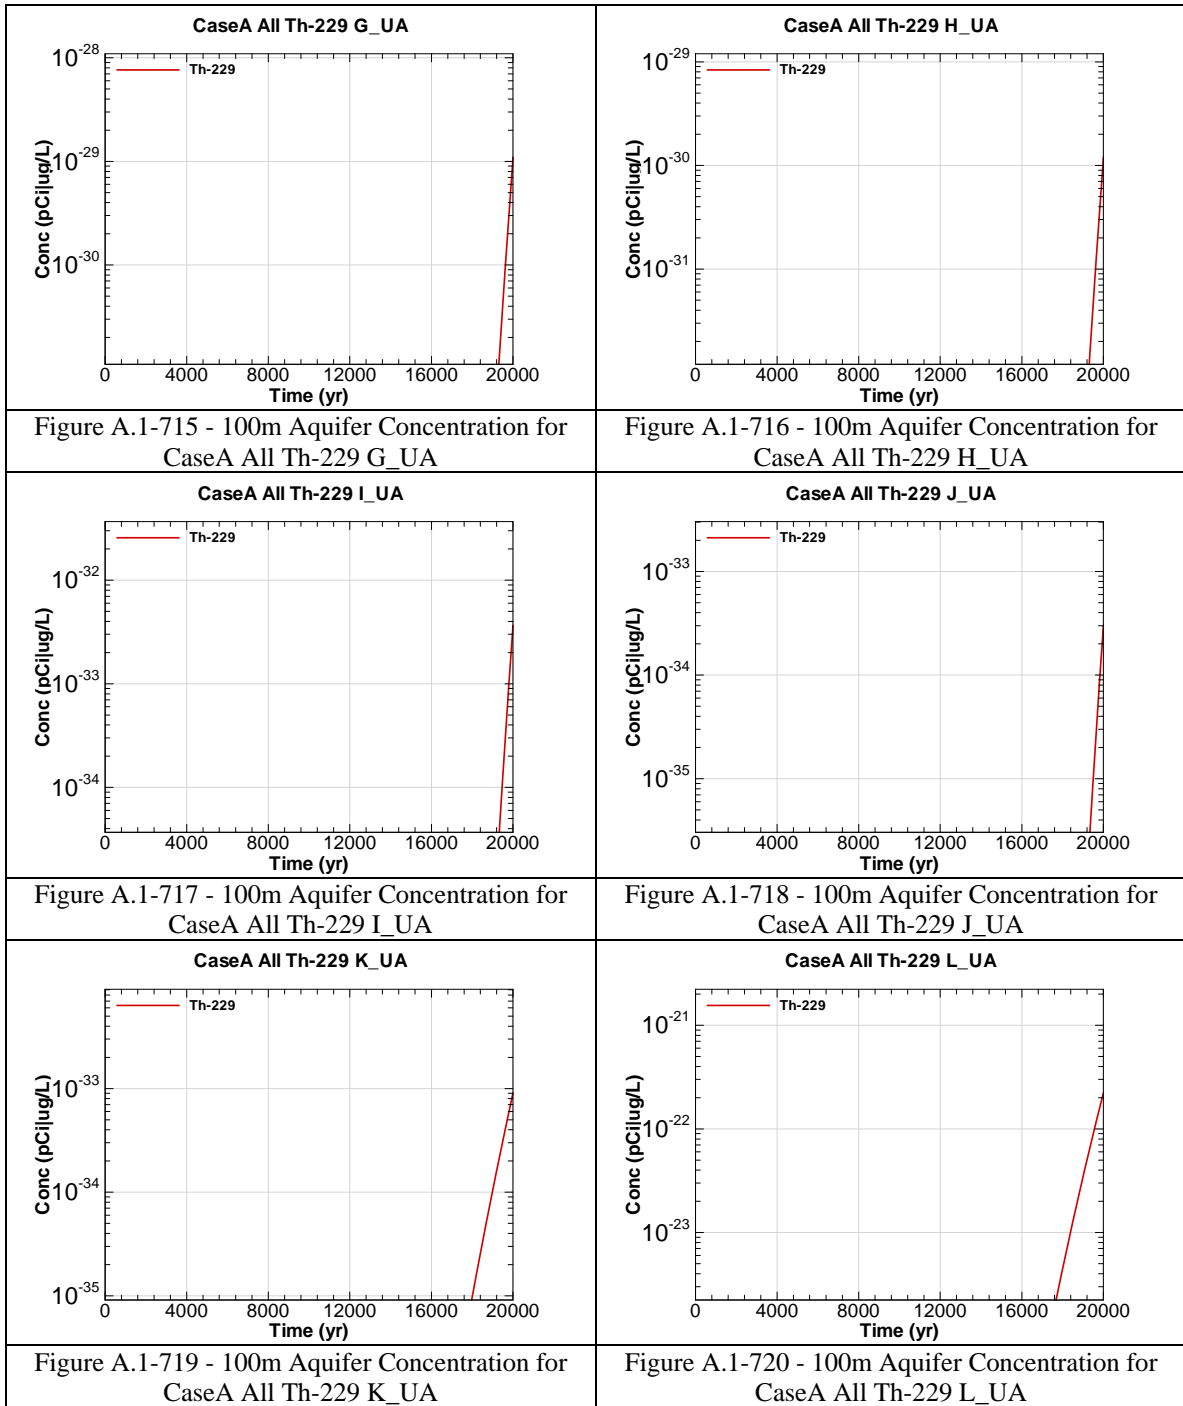 CaseA All Th-229 G_UA
Th-229
Conc (pCi|ug/L)
10-28
10-29
10-30
0 4000 8000 12000 16000 20000
Time (yr)
Figure A.1-715 - 100m Aquifer Concentration for
CaseA All Th-229 G_UA
CaseA All Th-229 H_UA
Th-229
Conc (pCi|ug/L)
10-29
10-30
10-31
0 4000 8000 12000 16000 20000
Time (yr)
Figure A.1-716 - 100m Aquifer Concentration for
CaseA All Th-229 H_UA
CaseA All Th-229 I_UA
Th-229
Conc (pCi|ug/L)
10-32
10-33
10-34
0 4000 8000 12000 16000 20000
Time (yr)
Figure A.1-717 - 100m Aquifer Concentration for
CaseA All Th-229 I_UA
CaseA All Th-229 J_UA
Th-229
Conc (pCi|ug/L)
10-33
10-34
10-35
0 4000 8000 12000 16000 20000
Time (yr)
Figure A.1-718 - 100m Aquifer Concentration for
CaseA All Th-229 J_UA
CaseA All Th-229 K_UA
Th-229
Conc (pCi|ug/L)
10-33
10-34
10-35
0 4000 8000 12000 16000 20000
Time (yr)
Figure A.1-719 - 100m Aquifer Concentration for
CaseA All Th-229 K_UA
CaseA All Th-229 L_UA
Th-229
Conc (pCi|ug/L)
10-21
10-22
10-23
0 4000 8000 12000 16000 20000
Time (yr)
Figure A.1-720 - 100m Aquifer Concentration for
CaseA All Th-229 L_UA